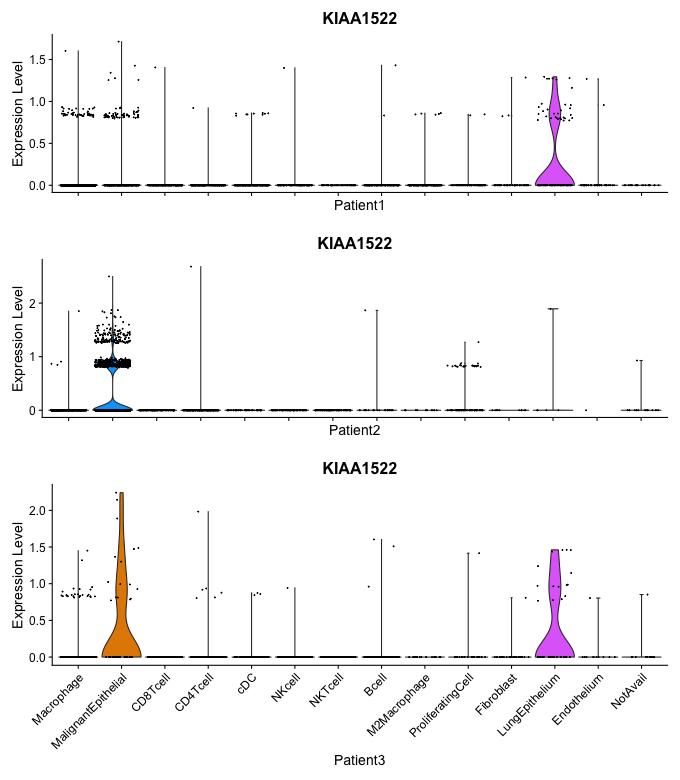 KIAA1522
Expression Level
1.5
1.0
0.5
0.0
Patient1
KIAA1522
Expression Level
2
1
0
Patient2
KIAA1522
Expression Level
2.0
1.5
1.0
0.5
0.0
Macrophage
MalignantEpithelial
CD8Tcell
CD4Tcell
cDC
NKcell
NKTcell
Bcell
M2Macrophage
ProliferatingCell
Fibroblast
LungEpithelium
Endothelium
NotAvail
Patient3